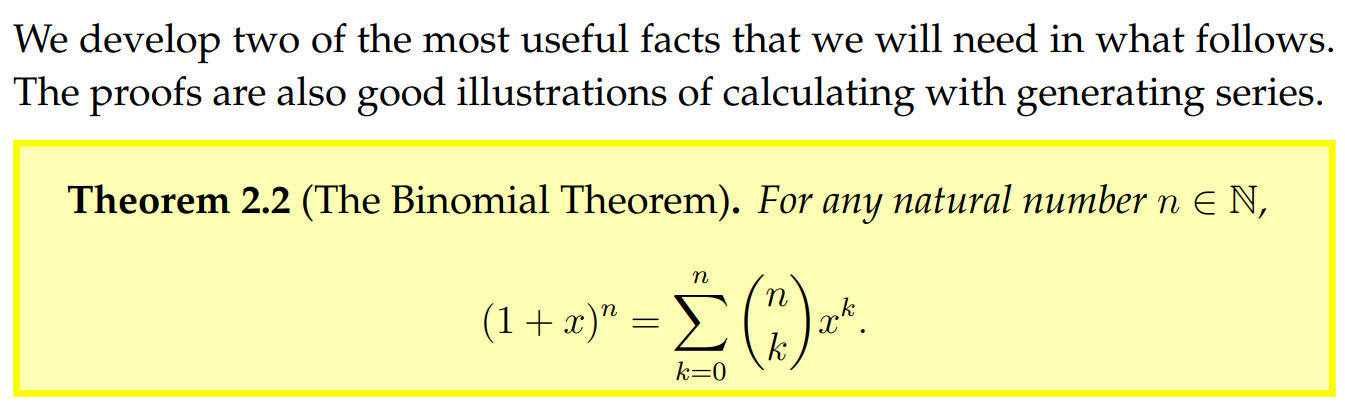 We develop two of the most useful facts that we will need in what follows.
The proofs are also good illustrations of calculating with generating series.
Theorem 2.2 (The Binomial Theorem). For any natural number n ∈ ℕ,
$(1 + x)^n = \sum_{k=0}^{n} \binom{n}{k} x^k.$